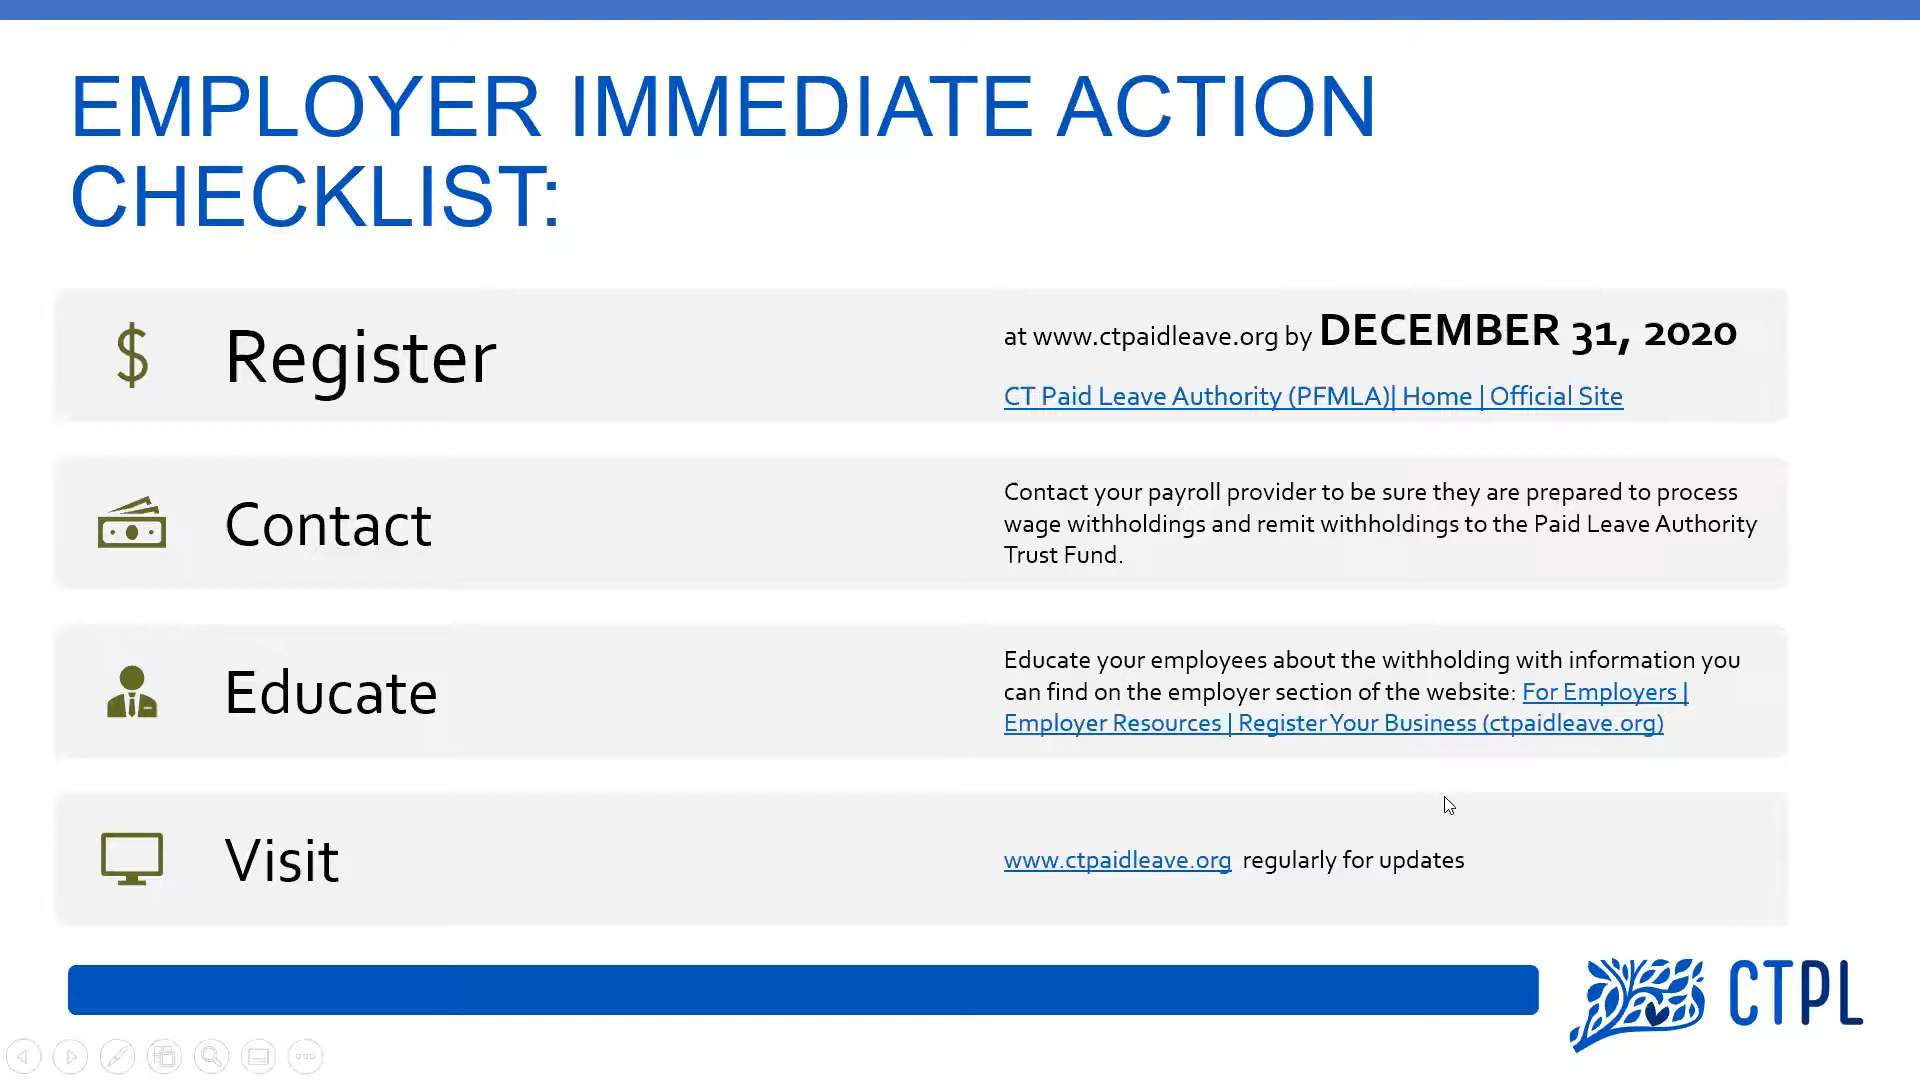 EMPLOYER IMMEDIATE ACTION
CHECKLIST:
Register
at www.ctpaidleave.org by DECEMBER 31, 2020
CT Paid Leave Authority (PFMLA)| Home | Official Site
Contact
Contact your payroll provider to be sure they are prepared to process
wage withholdings and remit withholdings to the Paid Leave Authority
Trust Fund.
Educate
Educate your employees about the withholding with information you
can find on the employer section of the website: For Employers |
Employer Resources | Register Your Business (ctpaidleave.org)
Visit
www.ctpaidleave.org regularly for updates
CTPL